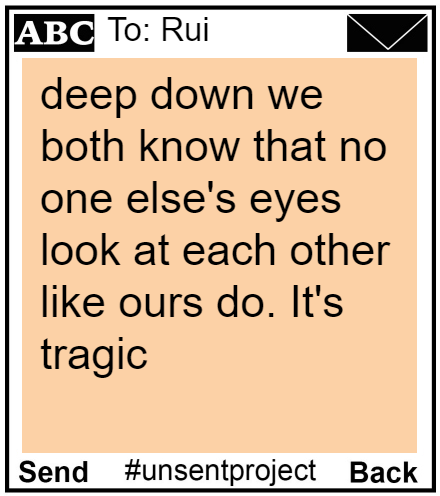 ABC To: Rui
deep down we
both know that no
one else's eyes
look at each other
like ours do. It's
tragic
Send #unsentproject Back